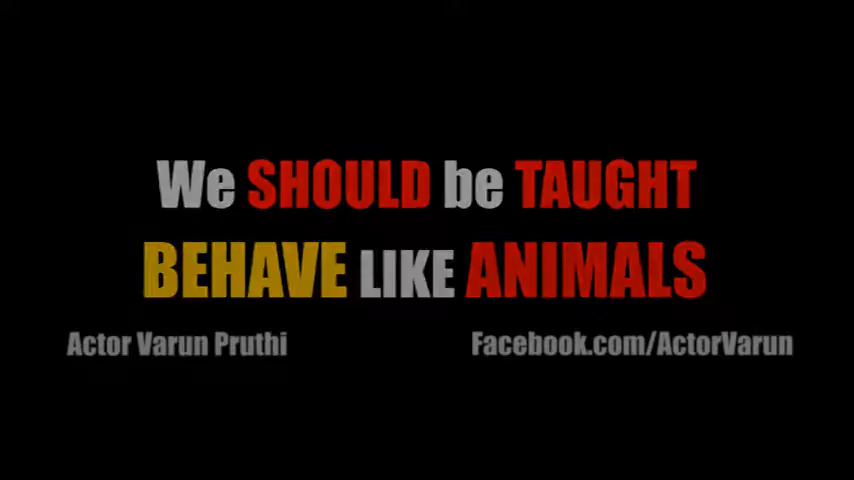 We SHOULD be TAUGHT
BEHAVE LIKE ANIMALS
Actor Varun Pruthi Facebook.com/ActorVarun